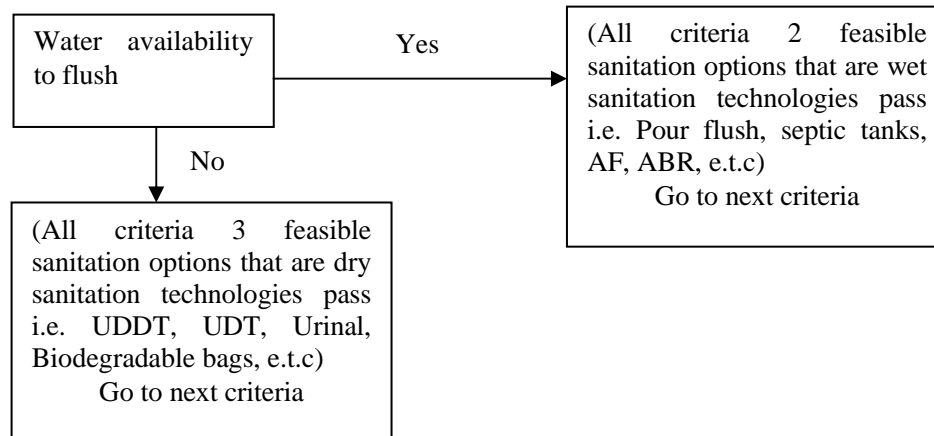 Water availability
to flush
Yes
(All criteria 2 feasible
sanitation options that are wet
sanitation technologies pass
i.e. Pour flush, septic tanks,
AF, ABR, e.t.c)
Go to next criteria
No
(All criteria 3 feasible
sanitation options that are dry
sanitation technologies pass
i.e. UDDT, UDT, Urinal,
Biodegradable bags, e.t.c)
Go to next criteria